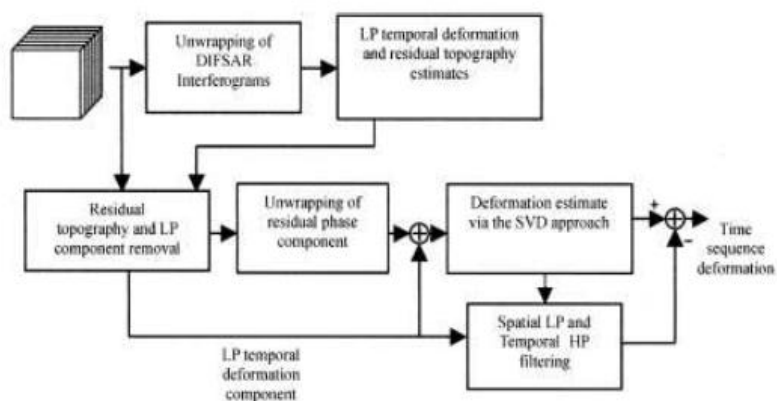 Unwrapping of
DIFSAR
Interferograms
LP temporal deformation
and residual topography
estimates
Residual
topography and LP
component removal
Unwrapping of
residual phase
component
Deformation estimate
via the SVD approach
+
−
Time
sequence
deformation
Spatial LP and
Temporal HP
filtering
LP temporal
deformation
component